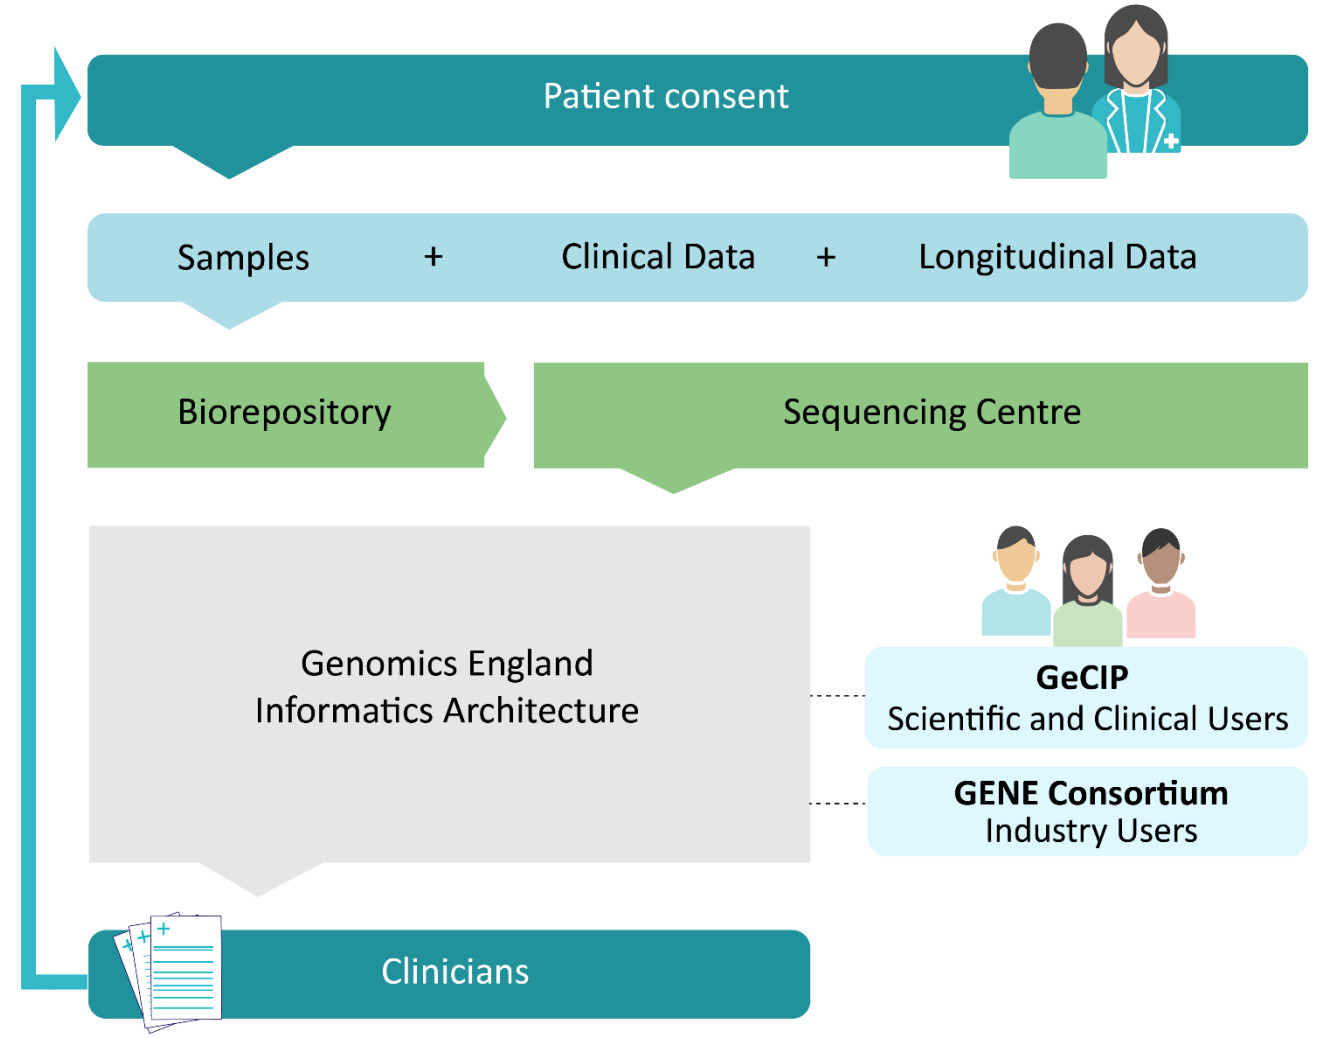 Patient consent
Samples + Clinical Data + Longitudinal Data
Biorepository
Sequencing Centre
Genomics England
Informatics Architecture
GeCIP
Scientific and Clinical Users
GENE Consortium
Industry Users
Clinicians